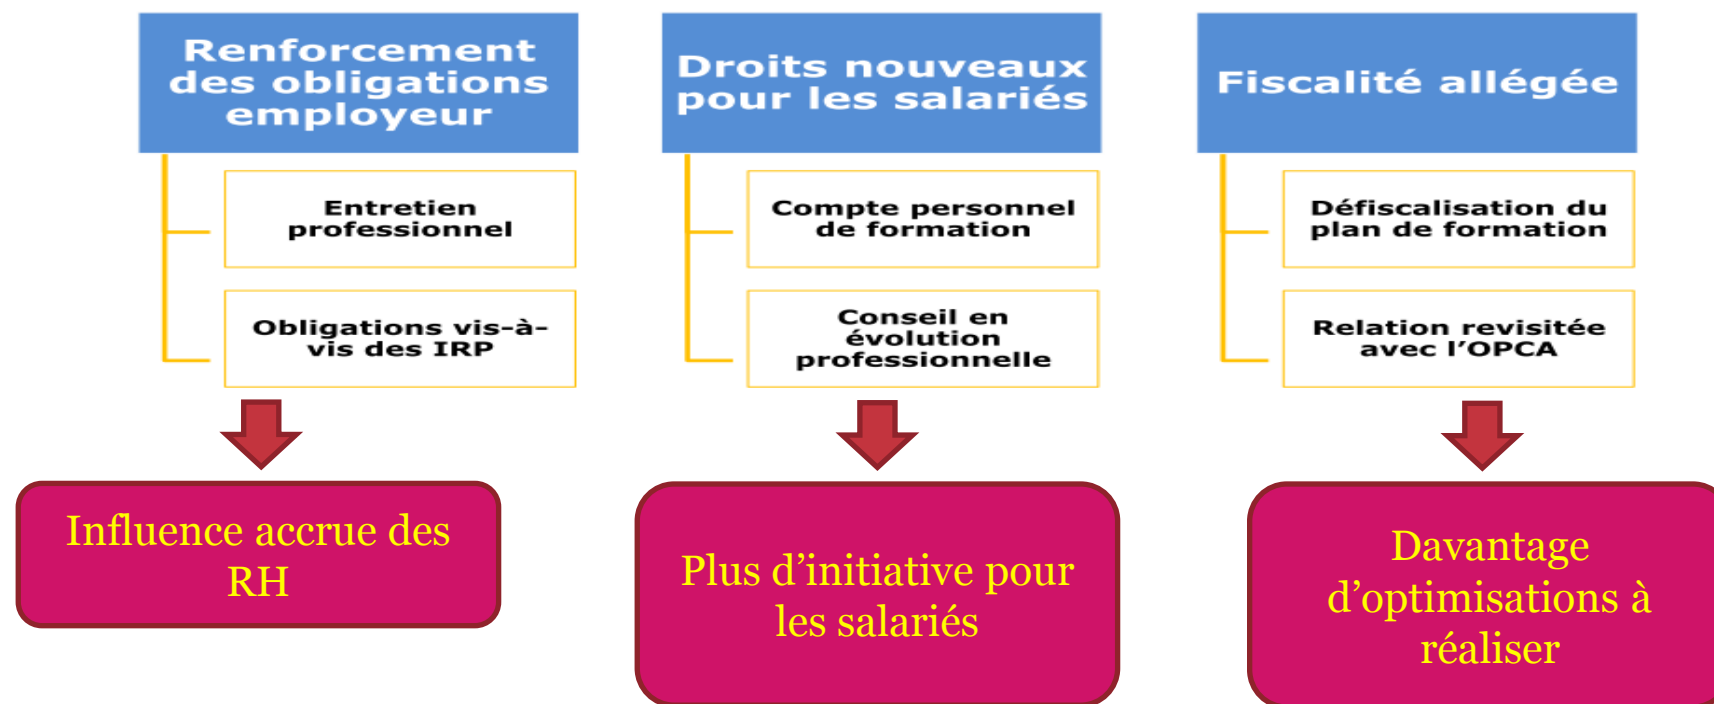 Renforcement
des obligations
employeur
Entretien
professionnel
Obligations vis-à-
vis des IRP
Influence accrue des
RH
Droits nouveaux
pour les salariés
Compte personnel
de formation
Conseil en
évolution
professionnelle
Plus d’initiative pour
les salariés
Fiscalité allégée
Défiscalisation du
plan de formation
Relation revisitée
avec l’OPCA
Davantage
d’optimisations à
réaliser